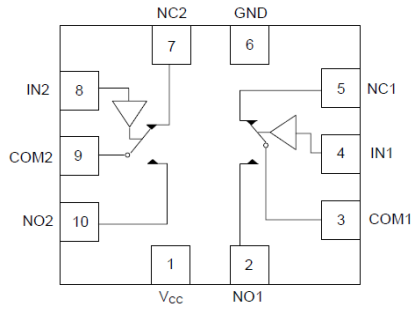 NC2 GND
7 6
IN2 8 5 NC1
COM2 9 4 IN1
NO2 10 3 COM1
1 2
Vcc NO1